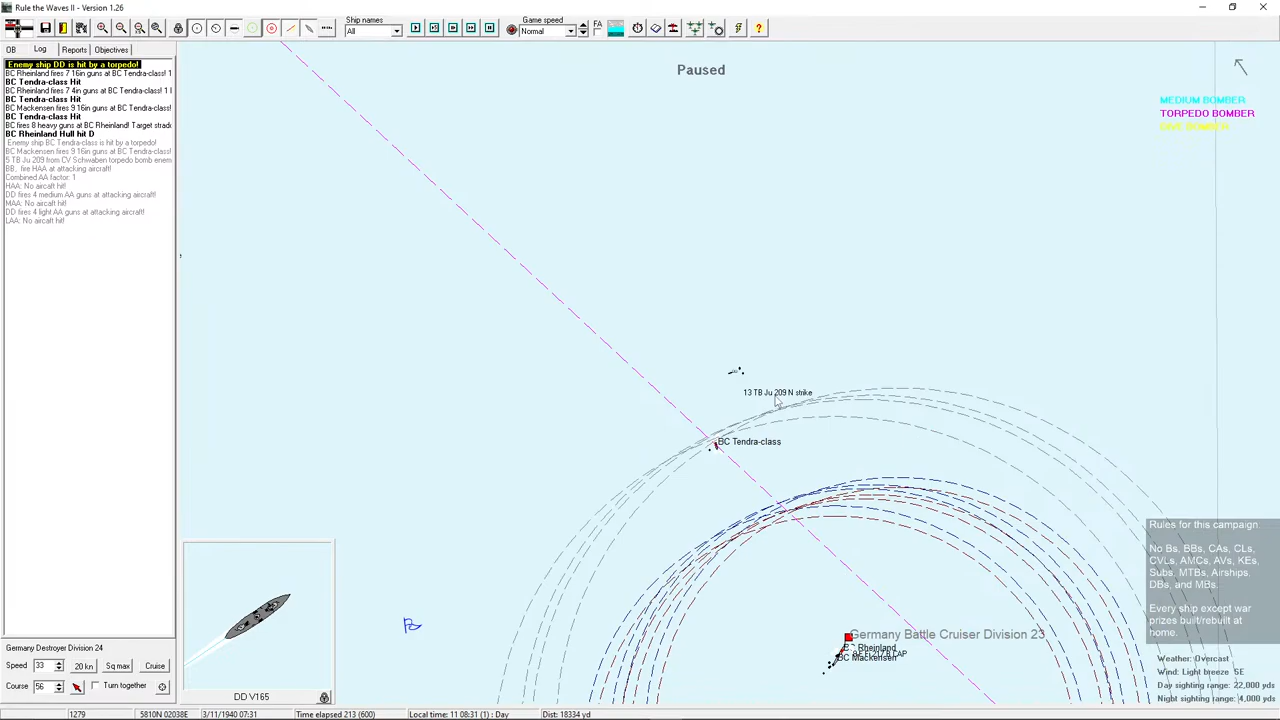 Rule the Waves II - Version 1.26
Ship names
All
Game speed
Normal
FA
OB
Log
Reports
Objectives
Enemy ship DD is hit by a torpedo!
BC Rheinland fires 7 16in guns at BC Tendra-class! 1
BC Tendra-class Hit
BC Rheinland fires 7 4in guns at BC Tendra-class! 1 l
BC Tendra-class Hit
BC Mackensen fires 9 16in guns at BC Tendra-class!
BC Tendra-class Hit
BC fires 8 heavy guns at BC Rheinland! Target stradd
BC Rheinland Hull hit D
Enemy ship BC Tendra-class is hit by a torpedo!
BC Mackensen fires 9 16in guns at BC Tendra-class!
5 TB Ju 209 from CV Schwaben torpedo bomb enem
BB, fire HAA at attacking aircraft!
Combined AA factor: 1
HAA: No aircaft hit!
DD fires 4 medium AA guns at attacking aircraft!
MAA: No aircaft hit!
DD fires 4 light AA guns at attacking aircraft!
LAA: No aircaft hit!
Paused
MEDIUM BOMBER
TORPEDO BOMBER
DIVE BOMBER
13 TB Ju 209 N strike
BC Tendra-class
Germany Battle Cruiser Division 23
BC Rheinland
CAP
BC Mackensen
Rules for this campaign:
No Bs, BBs, CAs, CLs,
CVLs, AMCs, AVs, KEs,
Subs, MTBs, Airships.
DBs, and MBs.
Every ship except war
prizes built/rebuilt at
home.
Weather: Overcast
Wind: Light breeze SE
Day sighting range: 22,000 yds
Night sighting range: 4,000 yds
Germany Destroyer Division 24
Speed 33 20 kn Sq max Cruise
Course 56 Turn together
DD V165
1279 5810N 02038E 3/11/1940 07:31 Time elapsed 213 (600) Local time: 11 08:31 (1) : Day Dist: 18334 yd